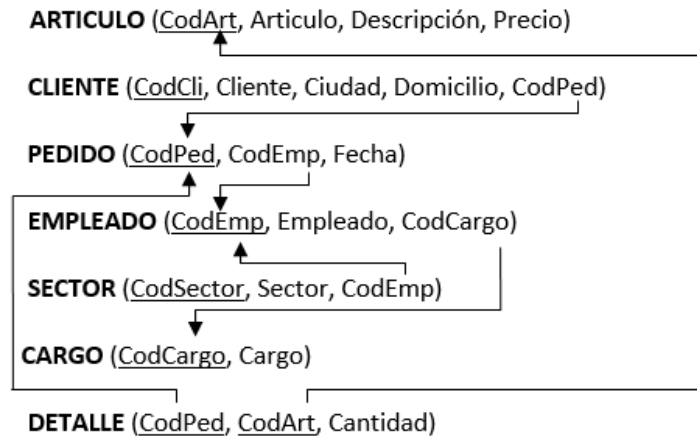 ARTICULO (CodArt, Articulo, Descripción, Precio)
CLIENTE (CodCli, Cliente, Ciudad, Domicilio, CodPed)
PEDIDO (CodPed, CodEmp, Fecha)
EMPLEADO (CodEmp, Empleado, CodCargo)
SECTOR (CodSector, Sector, CodEmp)
CARGO (CodCargo, Cargo)
DETALLE (CodPed, CodArt, Cantidad)